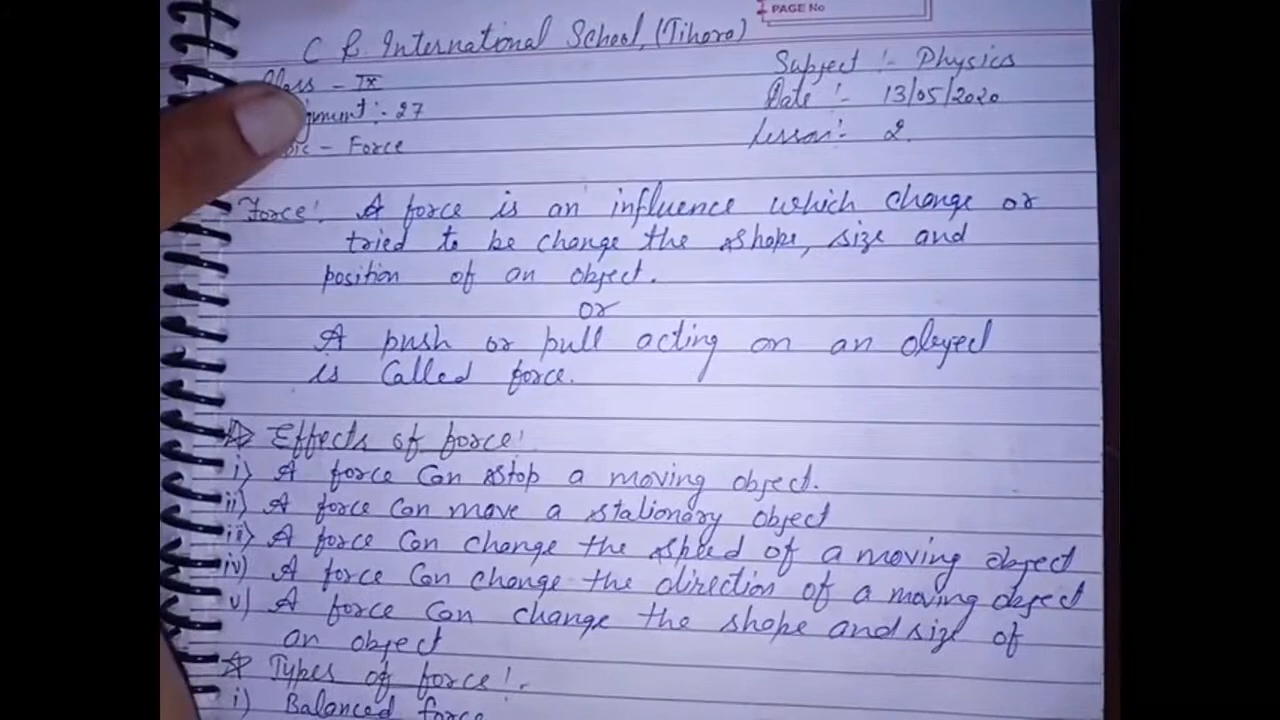 PAGE No
C R. International School, (Tihara)
Class - IX
Subject :- Physics
gnment :- 27
Date :- 13/05/2020
ic - Force
Lesson :- 2.
Force:- A force is an influence which change or
tried to be change the shape, size and
position of an object.
or
A push or pull acting on an object
is called force.
Effects of force:
i) A force can stop a moving object.
ii) A force can move a stationary object
iii) A force can change the speed of a moving object
iv) A force can change the direction of a moving object
v) A force can change the shape and size of
an object
Types of force:-
i) Balanced force